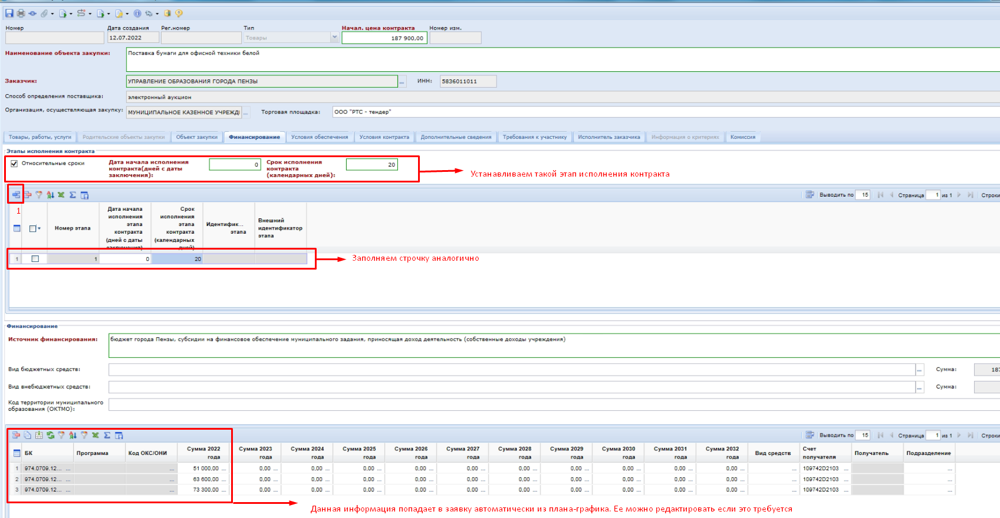 Номер Дата создания Рег.номер Тип Начал. цена контракта Номер изм.
12.07.2022 Товары 187 900,00
Наименование объекта закупки: Поставка бумаги для офисной техники белой
Заказчик: УПРАВЛЕНИЕ ОБРАЗОВАНИЯ ГОРОДА ПЕНЗЫ ... ИНН: 5836011011
Способ определения поставщика: электронный аукцион
Организация, осуществляющая закупку: МУНИЦИПАЛЬНОЕ КАЗЕННОЕ УЧРЕЖДЕ ... Торговая площадка: ООО "РТС - тендер"
Товары, работы, услуги Родительские объекты закупки Объект закупки Финансирование Условия обеспечения Условия контракта Дополнительные сведения Требования к участнику Исполнитель заказчика Информация о критериях Комиссия
Этапы исполнения контракта
Относительные сроки
Дата начала исполнения
контракта(дней с даты
заключения):
0
Срок исполнения
контракта
(календарных дней):
20
Устанавливаем такой этап исполнения контракта
Выводить по 15 Страница 1 из 1 Строки
1
Номер этапа
Дата начала
исполнения
этапа
контракта
(дней с даты
заключения)
Срок
исполнения
этапа
контракта
(календарных
дней)
Идентифик...
этапа
Внешний
идентификатор
этапа
1 1 0 20
Заполняем строчку аналогично
Финансирование
Источник финансирования: бюджет города Пензы, субсидии на финансовое обеспечение муниципального задания, приносящая доход деятельность (собственные доходы учреждения)
Вид бюджетных средств: ... Сумма: 187
Вид внебюджетных средств: ... Сумма:
Код территории муниципального
образования (ОКТМО):
Выводить по 15 Страница 1 из 1 Строки
БК Программа Код ОКС/ОНИ Сумма 2022 года Сумма 2023 года Сумма 2024 года Сумма 2025 года Сумма 2026 года Сумма 2027 года Сумма 2028 года Сумма 2029 года Сумма 2030 года Сумма 2031 года Сумма 2032 года Вид средств Счет получателя Получатель Подразделение
1 974.0709.12... ... ... 51 000,00 ... 0,00 ... 0,00 ... 0,00 ... 0,00 ... 0,00 ... 0,00 ... 0,00 ... 0,00 ... 0,00 ... 0,00 ... ... 109742D2103 ... ...
2 974.0709.12... ... ... 63 600,00 ... 0,00 ... 0,00 ... 0,00 ... 0,00 ... 0,00 ... 0,00 ... 0,00 ... 0,00 ... 0,00 ... 0,00 ... ... 109742D2103 ... ...
3 974.0709.12... ... ... 73 300,00 ... 0,00 ... 0,00 ... 0,00 ... 0,00 ... 0,00 ... 0,00 ... 0,00 ... 0,00 ... 0,00 ... 0,00 ... ... 109742D2103 ... ...
Данная информация попадает в заявку автоматически из плана-графика. Ее можно редактировать если это требуется